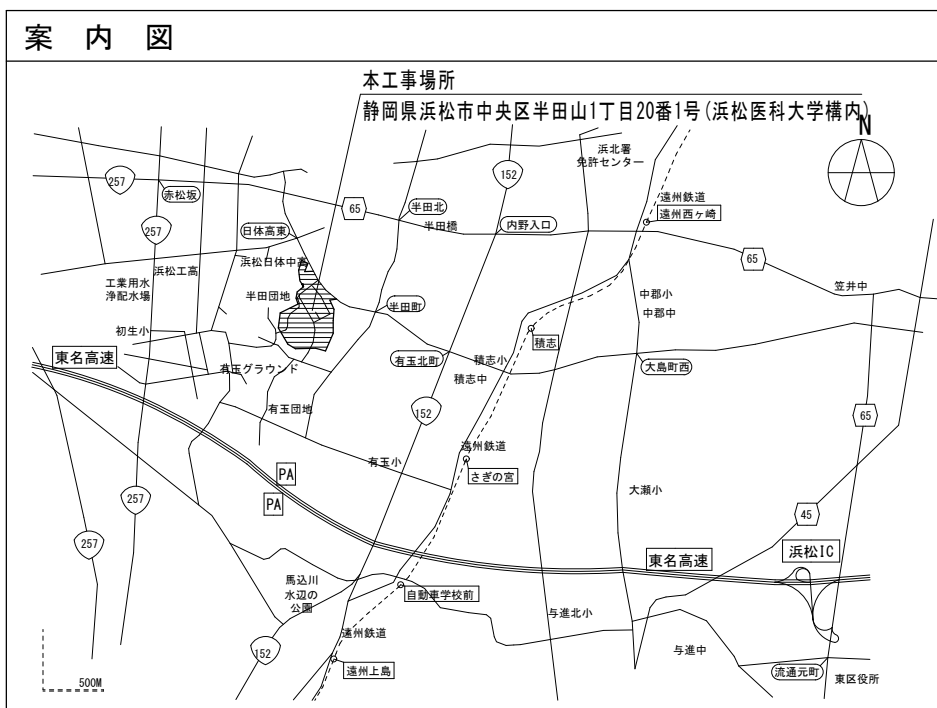 案内図
本工事場所
静岡県浜松市中央区半田山1丁目20番1号(浜松医科大学構内)
N
浜北署
免許センター
152
257
赤松坂
65
半田北
半田橋
遠州鉄道
遠州西ヶ崎
257
日体高東
内野入口
浜松工高
浜松日体中高
65
工業用水
浄配水場
半田団地
半田町
中郡小
中郡中
笠井中
初生小
積志
東名高速
有玉グラウンド
有玉北町
積志小
積志中
大島町西
有玉団地
152
65
遠州鉄道
有玉小
さぎの宮
PA
PA
大瀬小
257
45
257
東名高速
浜松IC
馬込川
水辺の
公園
自動車学校前
与進北小
遠州鉄道
152
与進中
遠州上島
流通元町
東区役所
500M